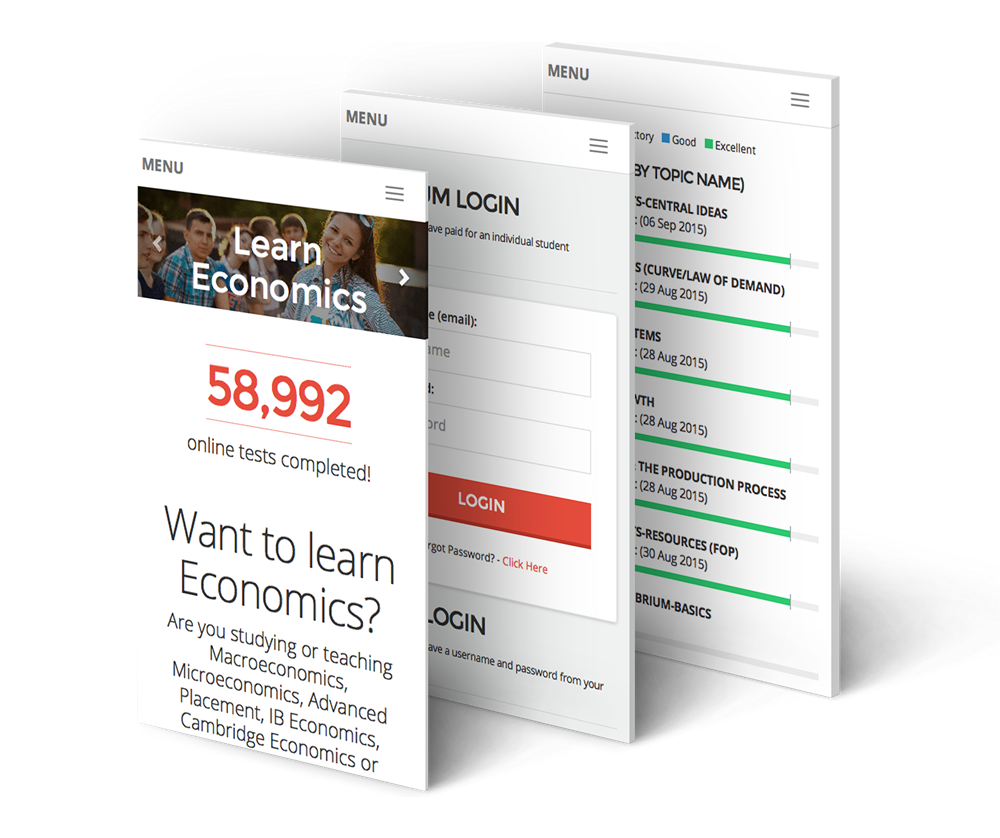 MENU
Learn
Economics
58,992
online tests completed!
Want to learn
Economics?
Are you studying or teaching
Macroeconomics,
Microeconomics, Advanced
Placement, IB Economics,
Cambridge Economics or
MENU
UM LOGIN
ave paid for an individual student
e (email):
ame
d:
ord
LOGIN
rgot Password? - Click Here
LOGIN
ave a username and password from your
MENU
ctory Good Excellent
BY TOPIC NAME)
TS-CENTRAL IDEAS
: (06 Sep 2015)
S (CURVE/LAW OF DEMAND)
: (29 Aug 2015)
TEMS
: (28 Aug 2015)
WTH
: (28 Aug 2015)
THE PRODUCTION PROCESS
: (28 Aug 2015)
TS-RESOURCES (FOP)
: (30 Aug 2015)
BRIUM-BASICS